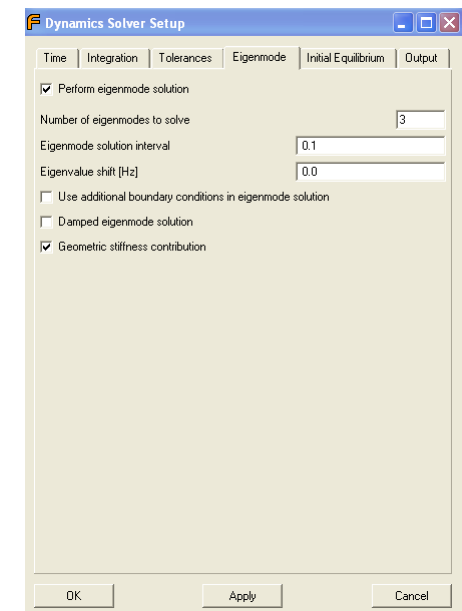 Dynamics Solver Setup
Time Integration Tolerances Eigenmode Initial Equilibrium Output
Perform eigenmode solution
Number of eigenmodes to solve 3
Eigenmode solution interval 0.1
Eigenvalue shift [Hz] 0.0
Use additional boundary conditions in eigenmode solution
Damped eigenmode solution
Geometric stiffness contribution
OK Apply Cancel